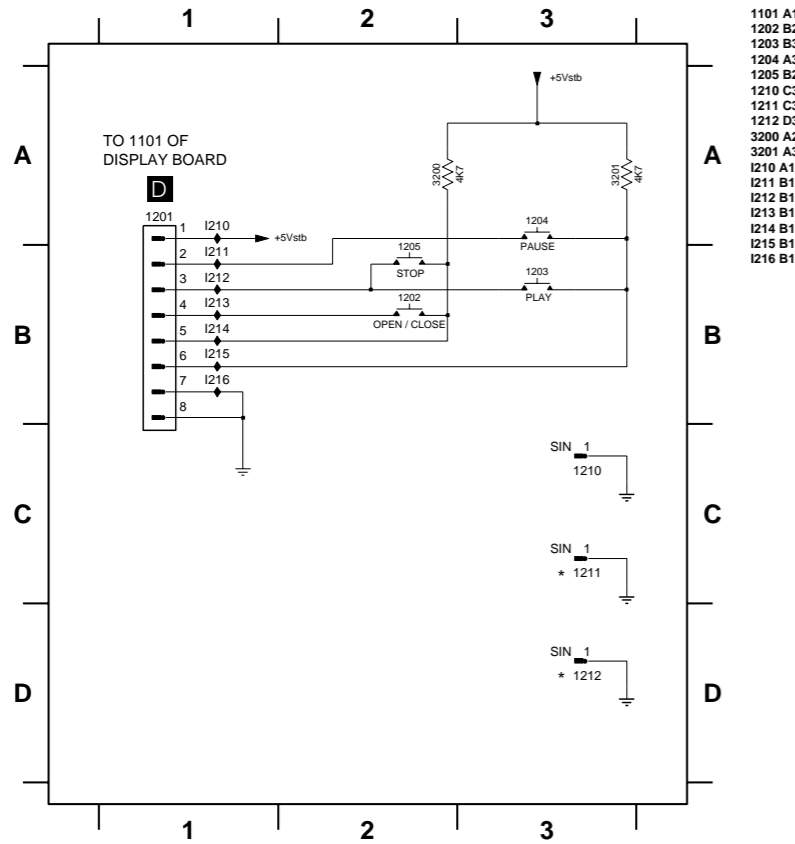 1 2 3
+5Vstb
TO 1101 OF
DISPLAY BOARD
D
1201
A A
3200
4K7
3201
4K7
1 I210
+5Vstb
1204
PAUSE
2 I211
1205
STOP
3 I212
1203
PLAY
4 I213
1202
OPEN / CLOSE
5 I214
B B
6 I215
7 I216
8
SIN 1
1210
C C
SIN 1
* 1211
SIN 1
* 1212
D D
1 2 3
1101 A1
1202 B2
1203 B3
1204 A3
1205 B2
1210 C3
1211 C3
1212 D3
3200 A2
3201 A3
I210 A1
I211 B1
I212 B1
I213 B1
I214 B1
I215 B1
I216 B1